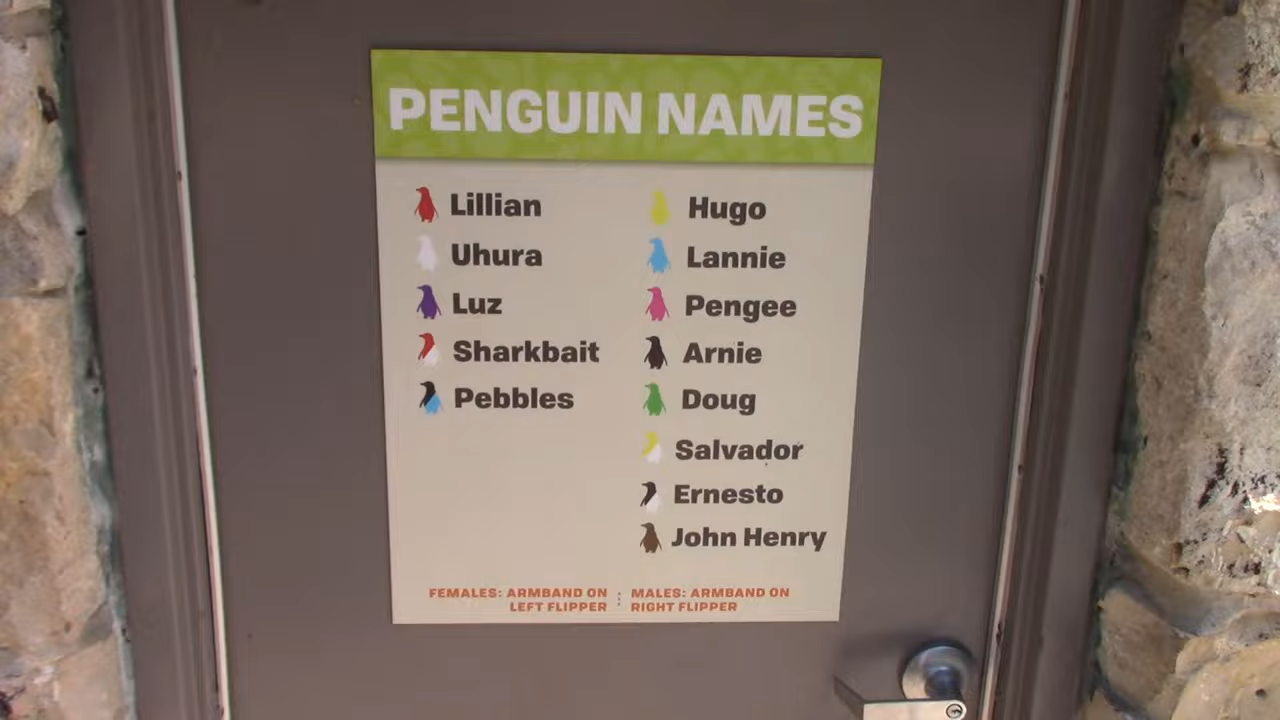 PENGUIN NAMES
Lillian
Uhura
Luz
Sharkbait
Pebbles
Hugo
Lannie
Pengee
Arnie
Doug
Salvador
Ernesto
John Henry
FEMALES: ARMBAND ON
LEFT FLIPPER
MALES: ARMBAND ON
RIGHT FLIPPER